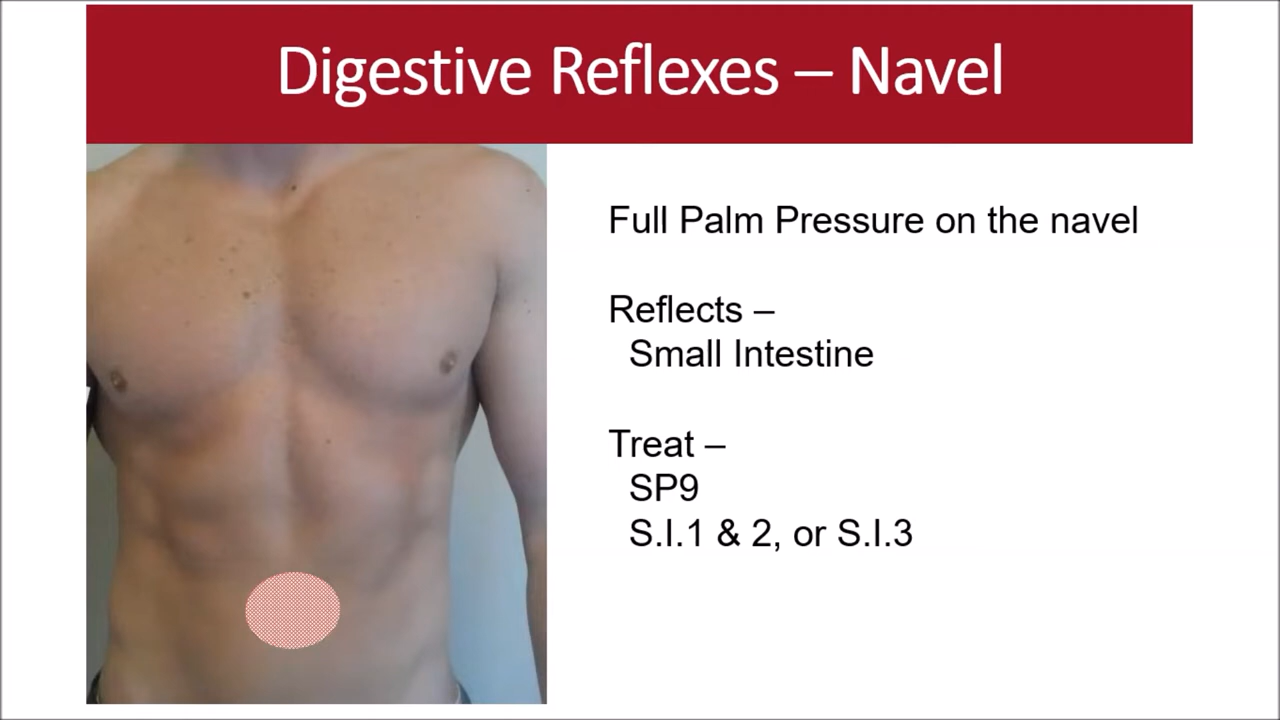 Digestive Reflexes – Navel
Full Palm Pressure on the navel
Reflects –
Small Intestine
Treat –
SP9
S.I.1 & 2, or S.I.3